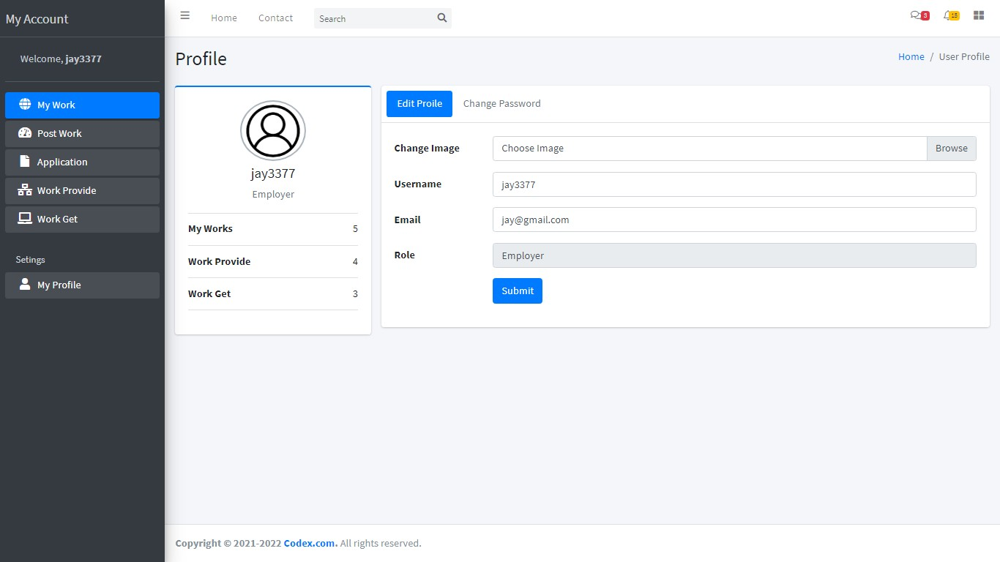 My Account
Welcome, jay3377
My Work
Post Work
Application
Work Provide
Work Get
Setings
My Profile
Home
Contact
Search
3
15
Profile
Home / User Profile
jay3377
Employer
My Works 5
Work Provide 4
Work Get 3
Edit Proile
Change Password
Change Image
Choose Image
Browse
Username
jay3377
Email
jay@gmail.com
Role
Employer
Submit
Copyright © 2021-2022 Codex.com. All rights reserved.